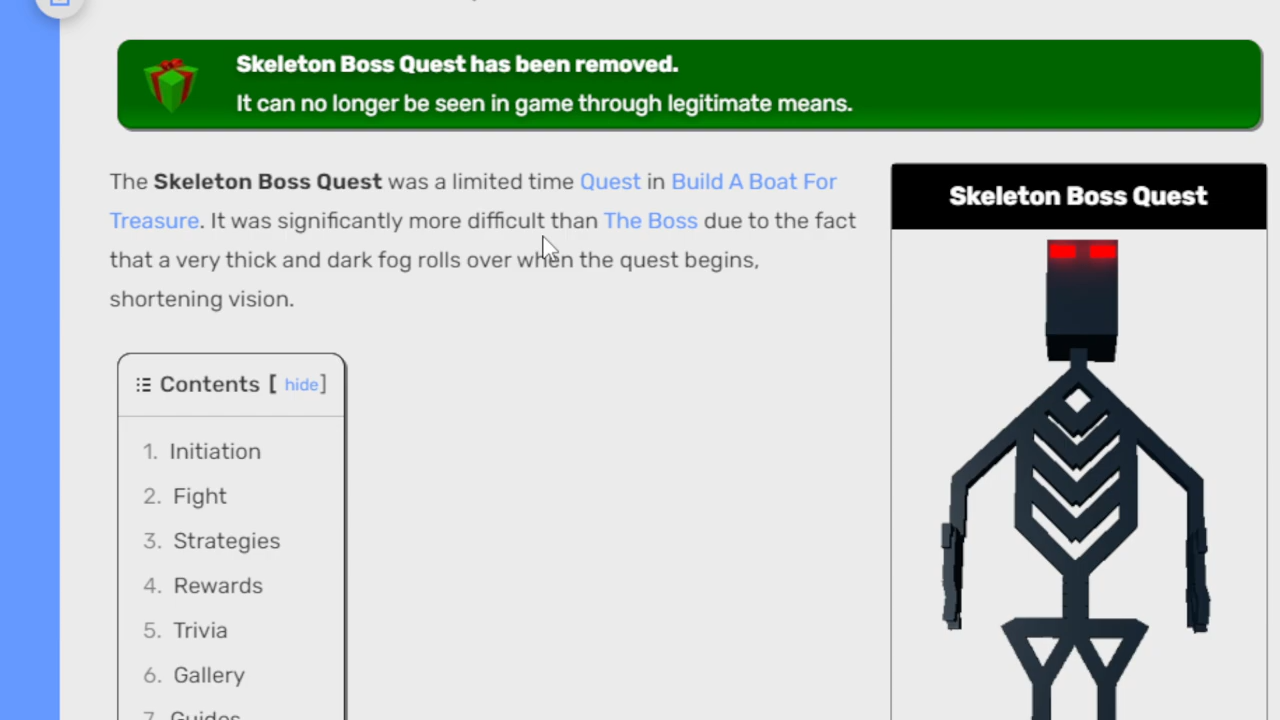 Skeleton Boss Quest has been removed.
It can no longer be seen in game through legitimate means.
The Skeleton Boss Quest was a limited time Quest in Build A Boat For
Treasure. It was significantly more difficult than The Boss due to the fact
that a very thick and dark fog rolls over when the quest begins,
shortening vision.
Skeleton Boss Quest
Contents [ hide]
1. Initiation
2. Fight
3. Strategies
4. Rewards
5. Trivia
6. Gallery
7. Guides